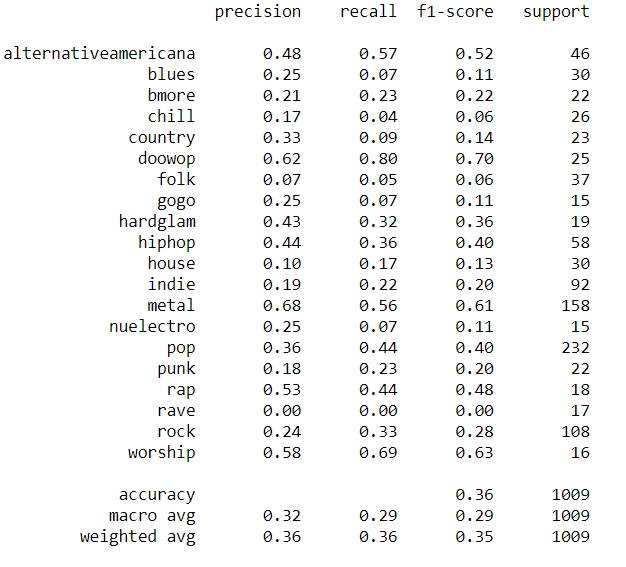 precision recall f1-score support
alternativeamericana 0.48 0.57 0.52 46
blues 0.25 0.07 0.11 30
bmore 0.21 0.23 0.22 22
chill 0.17 0.04 0.06 26
country 0.33 0.09 0.14 23
doowop 0.62 0.80 0.70 25
folk 0.07 0.05 0.06 37
gogo 0.25 0.07 0.11 15
hardglam 0.43 0.32 0.36 19
hiphop 0.44 0.36 0.40 58
house 0.10 0.17 0.13 30
indie 0.19 0.22 0.20 92
metal 0.68 0.56 0.61 158
nuelectro 0.25 0.07 0.11 15
pop 0.36 0.44 0.40 232
punk 0.18 0.23 0.20 22
rap 0.53 0.44 0.48 18
rave 0.00 0.00 0.00 17
rock 0.24 0.33 0.28 108
worship 0.58 0.69 0.63 16
accuracy 0.36 1009
macro avg 0.32 0.29 0.29 1009
weighted avg 0.36 0.36 0.35 1009